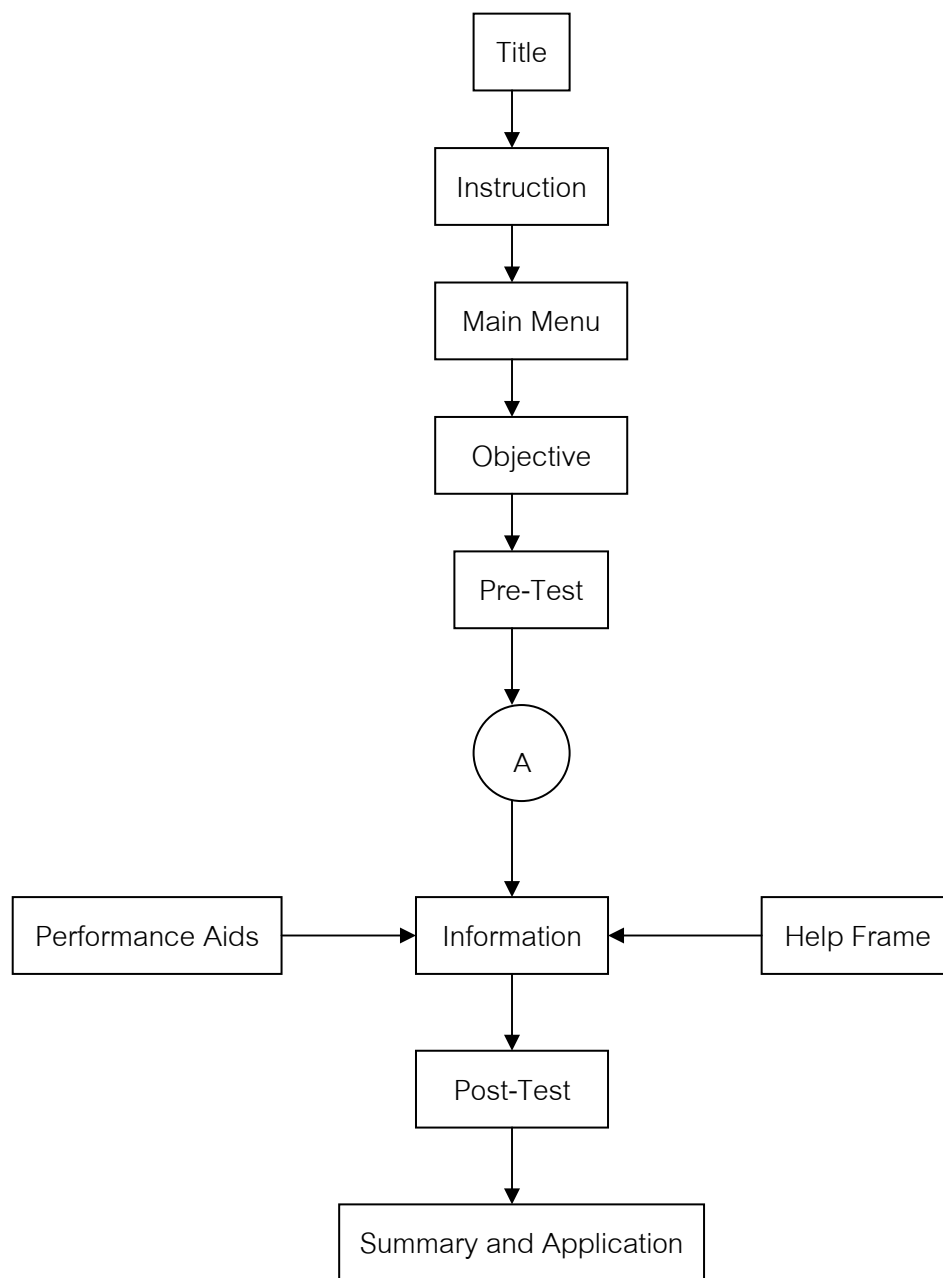 Title
Instruction
Main Menu
Objective
Pre-Test
A
Performance Aids
Information
Help Frame
Post-Test
Summary and Application